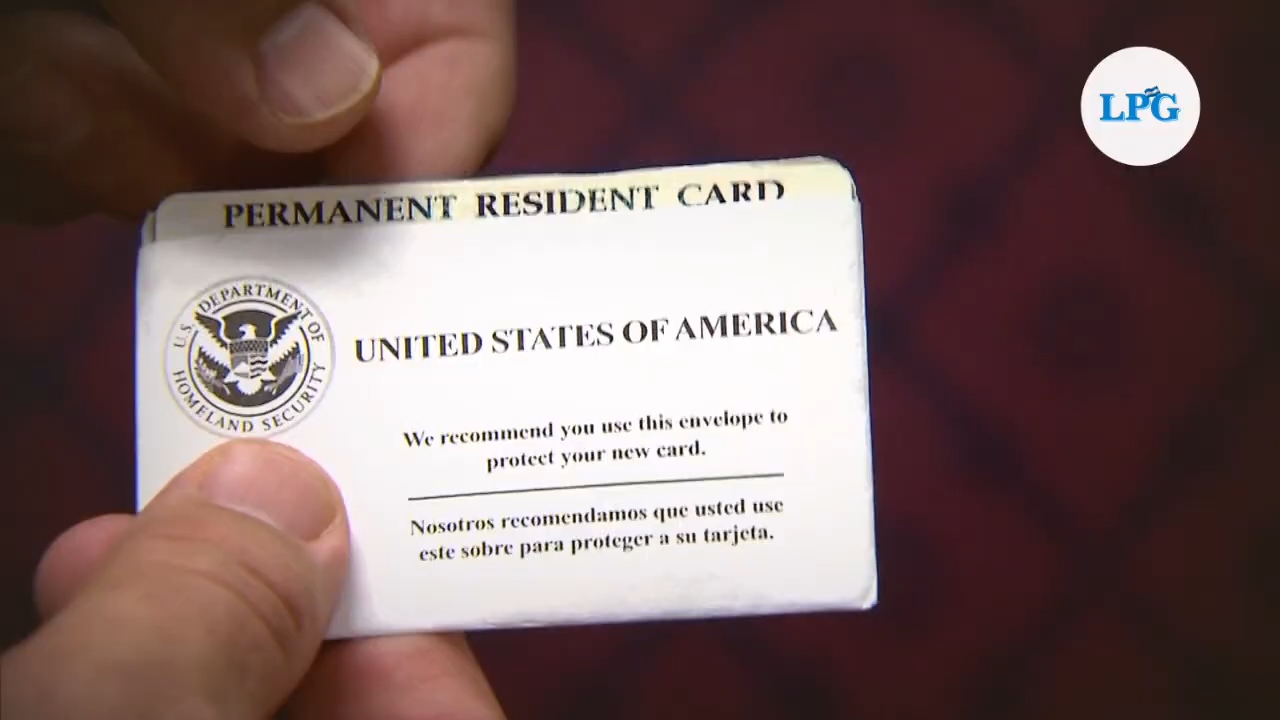 LPG
PERMANENT RESIDENT CARD
U.S. DEPARTMENT OF
HOMELAND SECURITY
UNITED STATES OF AMERICA
We recommend you use this envelope to
protect your new card.
Nosotros recomendamos que usted use
este sobre para proteger a su tarjeta.